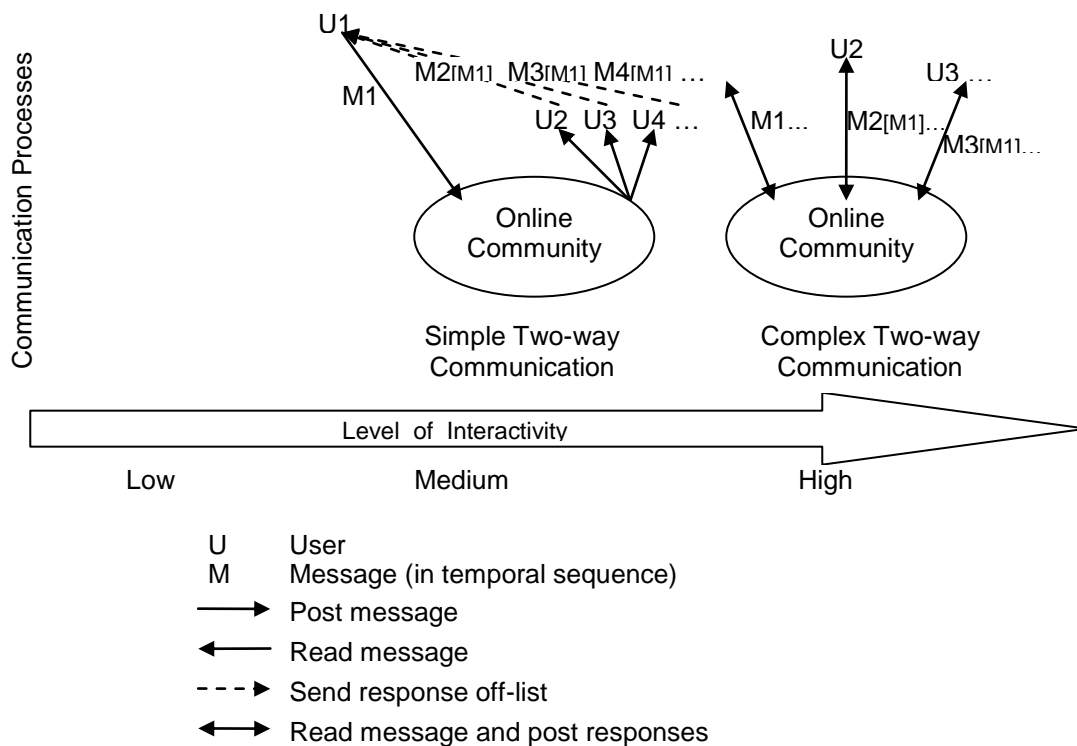 Communication Processes
U1
M1
M2[M1] M3[M1] M4[M1] …
U2 U3 U4 …
Online
Community
Simple Two-way
Communication
U2
U3 …
M1...
M2[M1]...
M3[M1]...
Online
Community
Complex Two-way
Communication
Level of Interactivity
Low Medium High
U User
M Message (in temporal sequence)
Post message
Read message
Send response off-list
Read message and post responses